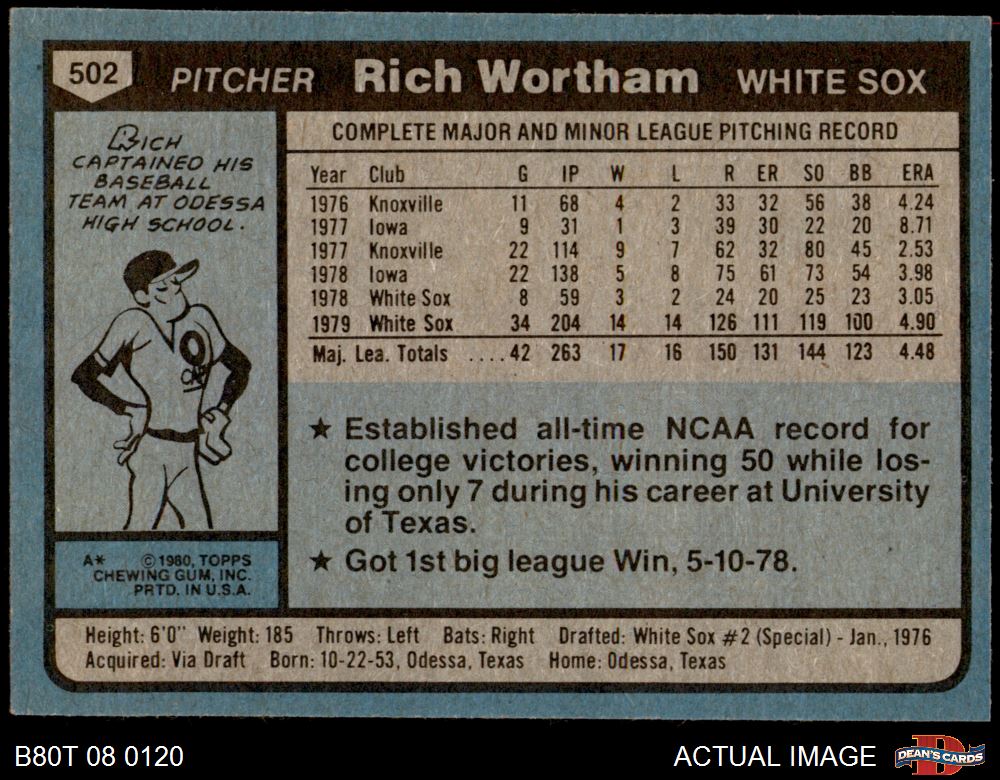 502 PITCHER Rich Wortham WHITE SOX
RICH
CAPTAINED HIS
BASEBALL
TEAM AT ODESSA
HIGH SCHOOL.
COMPLETE MAJOR AND MINOR LEAGUE PITCHING RECORD
Year Club G IP W L R ER SO BB ERA
1976 Knoxville 11 68 4 2 33 32 56 38 4.24
1977 Iowa 9 31 1 3 39 30 22 20 8.71
1977 Knoxville 22 114 9 7 62 32 80 45 2.53
1978 Iowa 22 138 5 8 75 61 73 54 3.98
1978 White Sox 8 59 3 2 24 20 25 23 3.05
1979 White Sox 34 204 14 14 126 111 119 100 4.90
Maj. Lea. Totals ....42 263 17 16 150 131 144 123 4.48
★ Established all-time NCAA record for
college victories, winning 50 while los-
ing only 7 during his career at University
of Texas.
★ Got 1st big league Win, 5-10-78.
A* © 1980, TOPPS
CHEWING GUM, INC.
PRTD. IN U.S.A.
Height: 6'0" Weight: 185 Throws: Left Bats: Right Drafted: White Sox #2 (Special) - Jan., 1976
Acquired: Via Draft Born: 10-22-53, Odessa, Texas Home: Odessa, Texas
B80T 08 0120 ACTUAL IMAGE DEAN'S CARDS